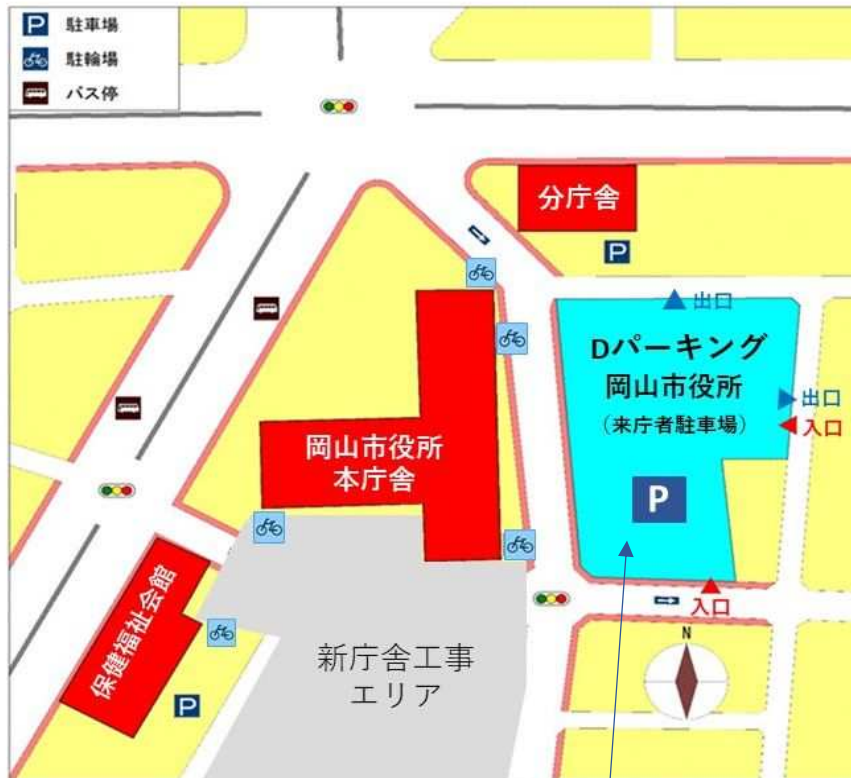 P 駐車場
駐輪場
バス停
分庁舎
P
出口
Dパーキング
岡山市役所
(来庁者駐車場)
出口
入口
P
岡山市役所
本庁舎
入口
保健福祉会館
P
新庁舎工事
エリア
N